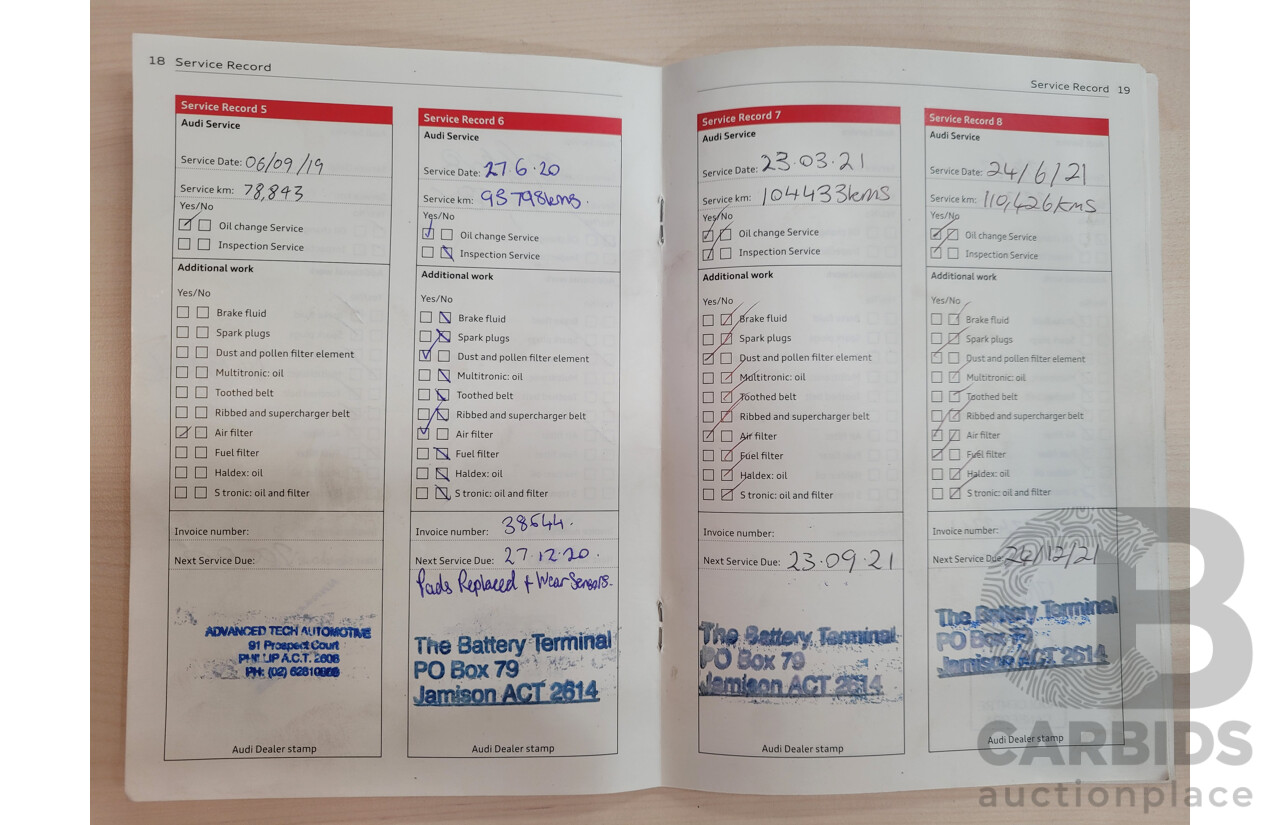 18 Service Record
Service Record 5
Audi Service
Service Date: 06/09/19
Service km: 78,843
Yes/No
Oil change Service
Inspection Service
Additional work
Yes/No
Brake fluid
Spark plugs
Dust and pollen filter element
Multitronic: oil
Toothed belt
Ribbed and supercharger belt
Air filter
Fuel filter
Haldex: oil
S tronic: oil and filter
Invoice number:
Next Service Due:
ADVANCED TECH AUTOMOTIVE
91 Prospect Court
A.C.T. 2606
PH: (02)
Audi Dealer stamp
Service Record 6
Audi Service
Service Date: 27.6.20
Service km: 93798kms.
Yes/No
Oil change Service
Inspection Service
Additional work
Yes/No
Brake fluid
Spark plugs
Dust and pollen filter element
Multitronic: oil
Toothed belt
Ribbed and supercharger belt
Air filter
Fuel filter
Haldex: oil
S tronic: oil and filter
Invoice number: 38644.
Next Service Due: 27.12.20.
Pads Replaced + Wear Sensors.
The Battery Terminal
PO Box 79
Jamison ACT 2614
Audi Dealer stamp
Service Record 19
Service Record 7
Audi Service
Service Date: 23.03.21
Service km: 104433kms
Yes/No
Oil change Service
Inspection Service
Additional work
Yes/No
Brake fluid
Spark plugs
Dust and pollen filter element
Multitronic: oil
Toothed belt
Ribbed and supercharger belt
Air filter
Fuel filter
Haldex: oil
S tronic: oil and filter
Invoice number:
Next Service Due: 23.09.21
The Battery Terminal
PO Box 79
Jamison ACT 2614
Audi Dealer stamp
Service Record 8
Audi Service
Service Date: 24/6/21
Service km: 110,426kms
Yes/No
Oil change Service
Inspection Service
Additional work
Yes/No
Brake fluid
Spark plugs
Dust and pollen filter element
Multitronic: oil
Toothed belt
Ribbed and supercharger belt
Air filter
Fuel filter
Haldex: oil
S tronic: oil and filter
Invoice number:
Next Service Due: 24/12/21
The Battery Terminal
PO Box 79
Jamison ACT 2614
Audi Dealer stamp
CARBIDS
auctionplace